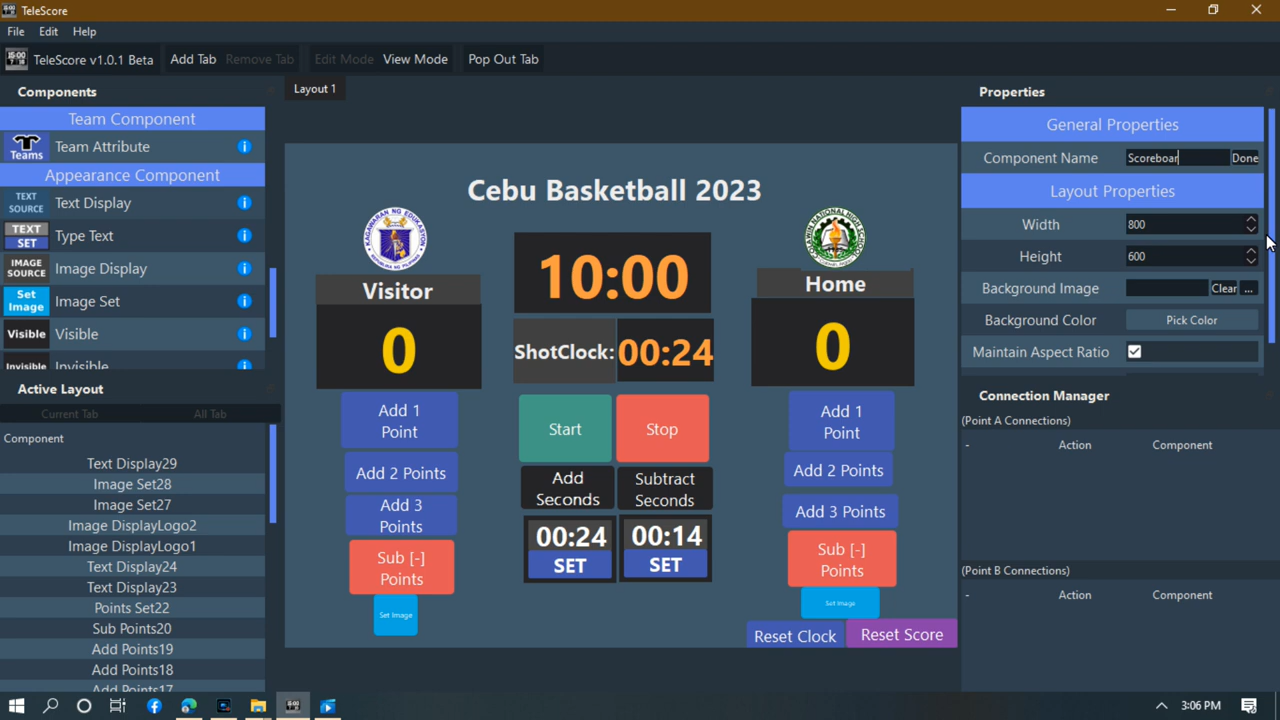 TeleScore
File Edit Help
TeleScore v1.0.1 Beta Add Tab Remove Tab Edit Mode View Mode Pop Out Tab
Components
Team Component
Teams Team Attribute
Appearance Component
TEXT SOURCE Text Display
TEXT SET Type Text
IMAGE SOURCE Image Display
Set Image Image Set
Visible Visible
Invisible Invisible
Active Layout
Current Tab All Tab
Component
Text Display29
Image Set28
Image Set27
Image DisplayLogo2
Image DisplayLogo1
Text Display24
Text Display23
Points Set22
Sub Points20
Add Points19
Add Points18
Add Points17
Layout 1
Cebu Basketball 2023
Visitor
0
Add 1
Point
Add 2 Points
Add 3
Points
Sub [-]
Points
Set Image
10:00
ShotClock: 00:24
Start Stop
Add
Seconds
Subtract
Seconds
00:24
SET
00:14
SET
Home
0
Add 1
Point
Add 2 Points
Add 3 Points
Sub [-]
Points
Set Image
Reset Clock Reset Score
Properties
General Properties
Component Name Scoreboar Done
Layout Properties
Width 800
Height 600
Background Image Clear ...
Background Color Pick Color
Maintain Aspect Ratio
Connection Manager
(Point A Connections)
- Action Component
(Point B Connections)
- Action Component
3:06 PM